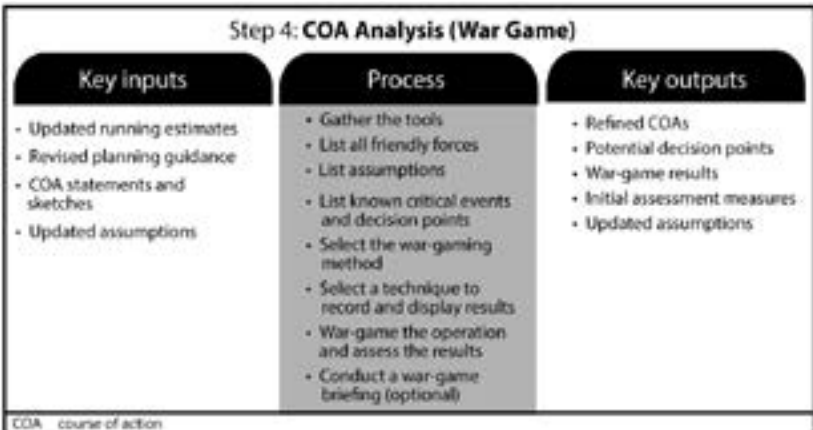 Step 4: COA Analysis (War Game)
Key inputs
• Updated running estimates
• Revised planning guidance
• COA statements and
sketches
• Updated assumptions
Process
• Gather the tools
• List all friendly forces
• List assumptions
• List known critical events
and decision points
• Select the war-gaming
method
• Select a technique to
record and display results
• War-game the operation
and assess the results
• Conduct a war-game
briefing (optional)
Key outputs
• Refined COAs
• Potential decision points
• War-game results
• Initial assessment measures
• Updated assumptions
COA course of action